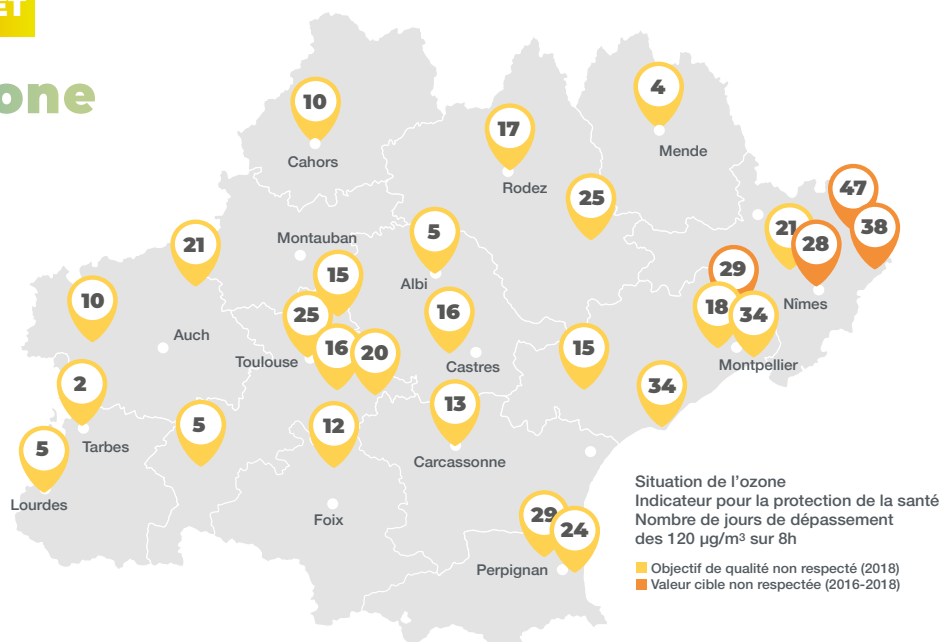 ET
one
10
Cahors
17
Rodez
4
Mende
25
47
38
21
28
Nîmes
29
18
34
Montpellier
21
Montauban
15
5
Albi
10
Auch
25
Toulouse
16
20
16
Castres
15
34
2
Tarbes
5
Lourdes
5
12
Foix
13
Carcassonne
29
24
Perpignan
Situation de l’ozone
Indicateur pour la protection de la santé
Nombre de jours de dépassement
des 120 µg/m³ sur 8h
Objectif de qualité non respecté (2018)
Valeur cible non respectée (2016-2018)